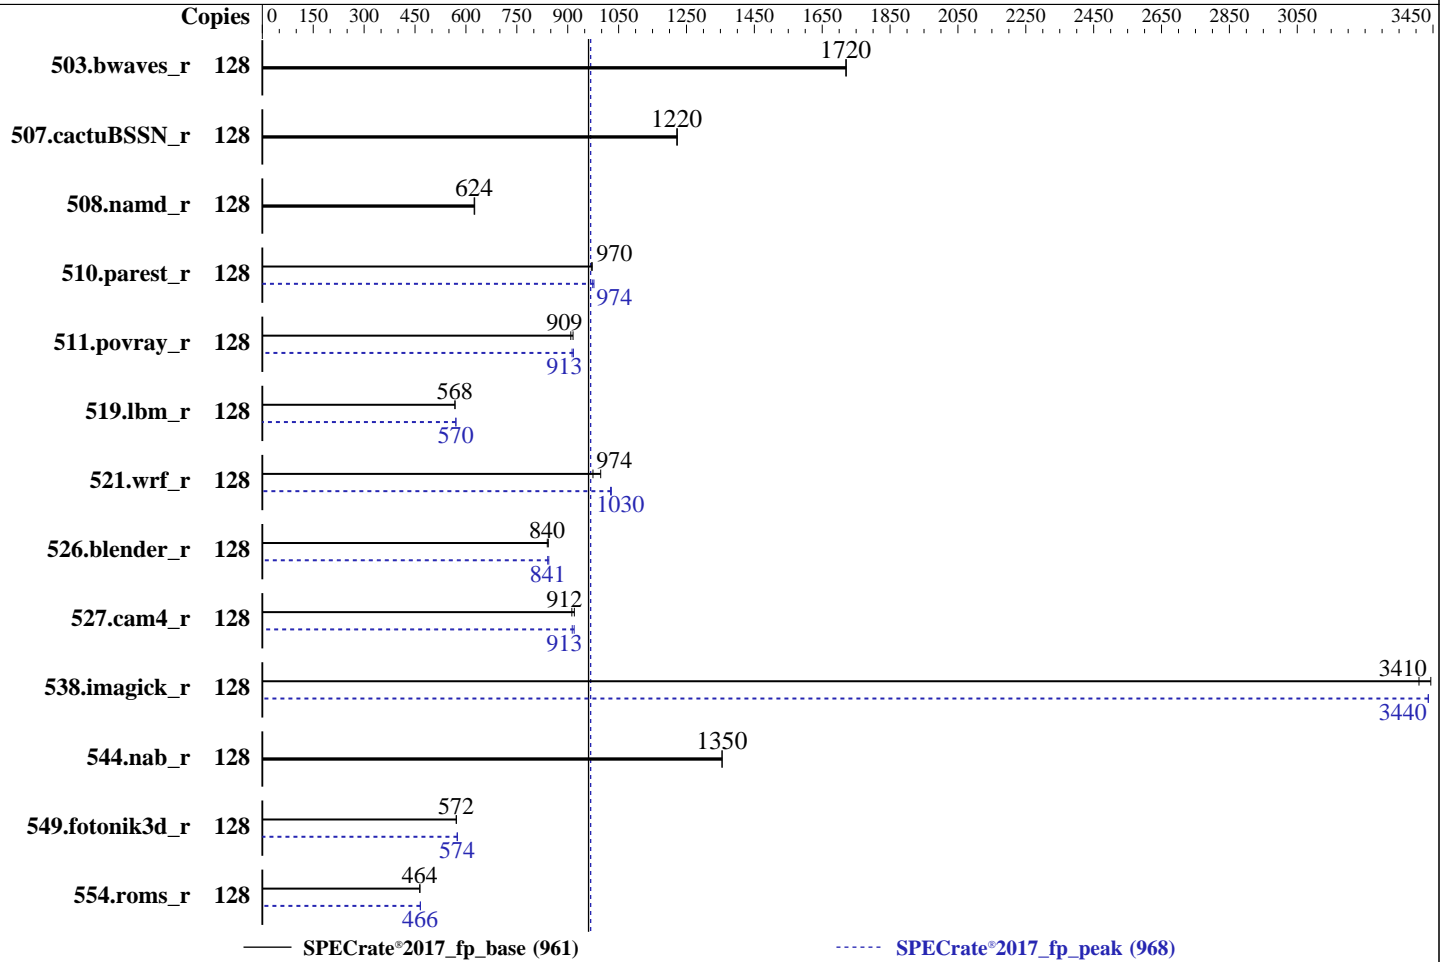 Copies 0 150 300 450 600 750 900 1050 1250 1450 1650 1850 2050 2250 2450 2650 2850 3050 3450
503.bwaves_r 128 1720
507.cactuBSSN_r 128 1220
508.namd_r 128 624
510.parest_r 128 970
974
511.povray_r 128 909
913
519.lbm_r 128 568
570
521.wrf_r 128 974
1030
526.blender_r 128 840
841
527.cam4_r 128 912
913
538.imagick_r 128 3410
3440
544.nab_r 128 1350
549.fotonik3d_r 128 572
574
554.roms_r 128 464
466
SPECrate®2017_fp_base (961) SPECrate®2017_fp_peak (968)